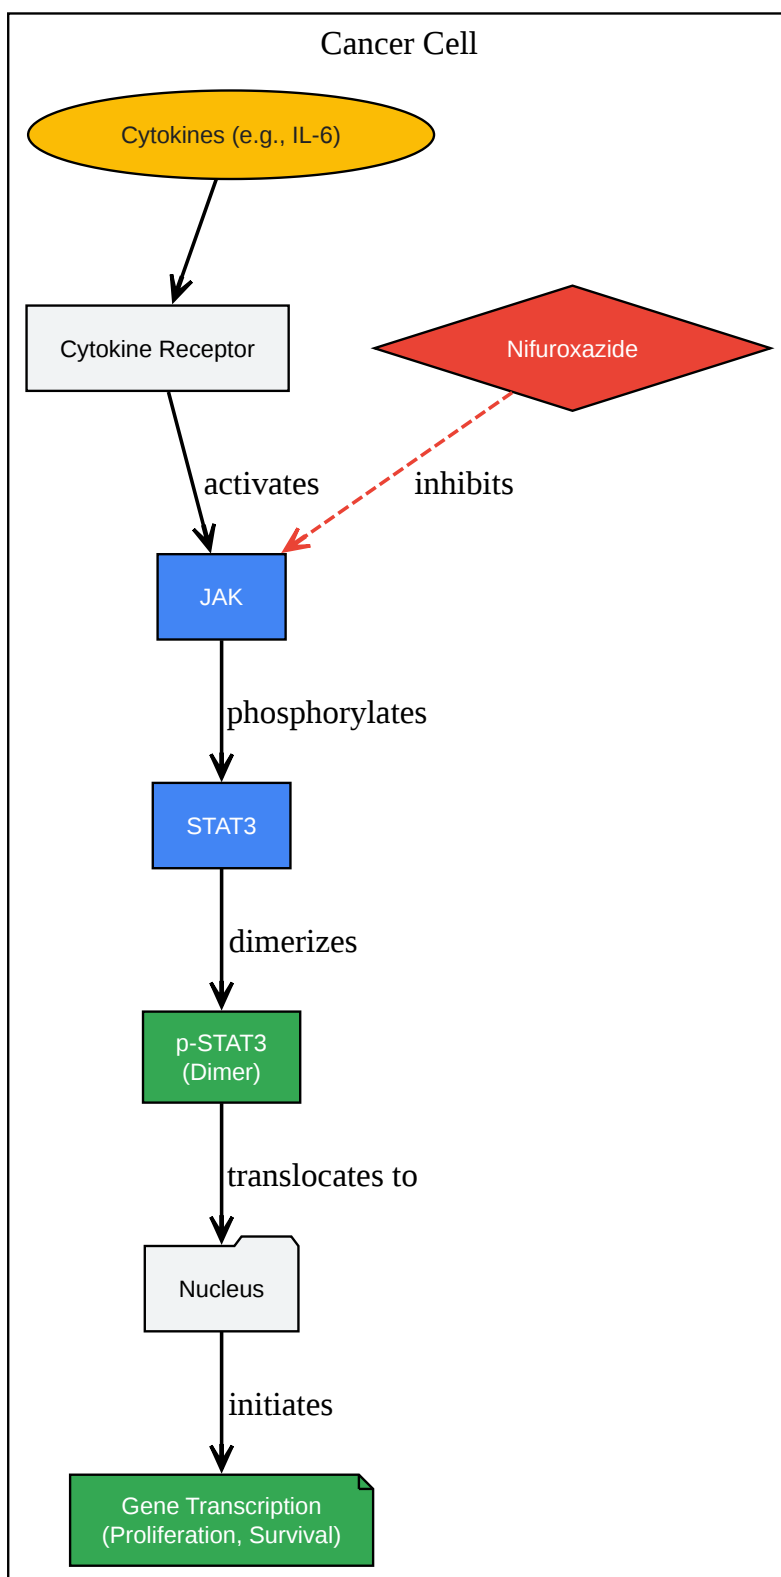 Cancer Cell
Cytokines (e.g., IL-6)
Cytokine Receptor
Nifuroxazide
activates
inhibits
JAK
phosphorylates
STAT3
dimerizes
p-STAT3
(Dimer)
translocates to
Nucleus
initiates
Gene Transcription
(Proliferation, Survival)